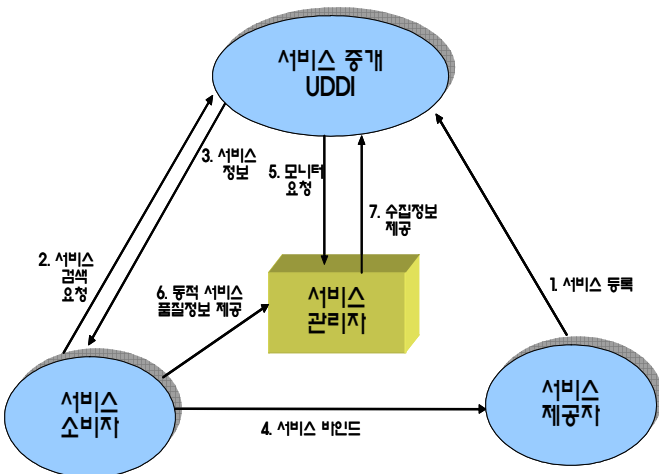 서비스 중개
UDDI
3. 서비스
정보
5. 모니터
요청
7. 수집정보
제공
2. 서비스
검색
요청
6. 동적 서비스
품질정보 제공
서비스
관리자
1. 서비스 등록
서비스
소비자
서비스
제공자
4. 서비스 바인드